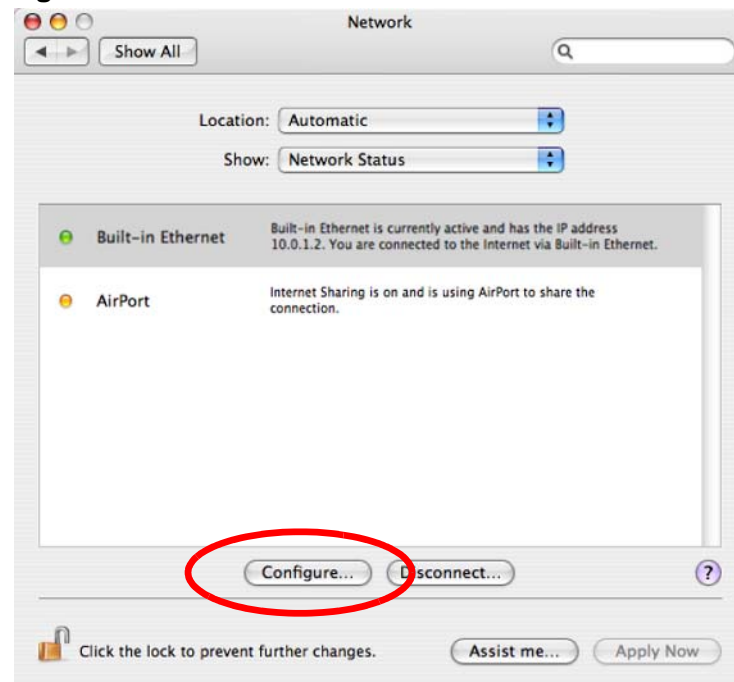 Network
Show All
Location: Automatic
Show: Network Status
Built-in Ethernet
Built-in Ethernet is currently active and has the IP address
10.0.1.2. You are connected to the Internet via Built-in Ethernet.
AirPort
Internet Sharing is on and is using AirPort to share the
connection.
Configure... Disconnect... ?
Click the lock to prevent further changes. Assist me... Apply Now